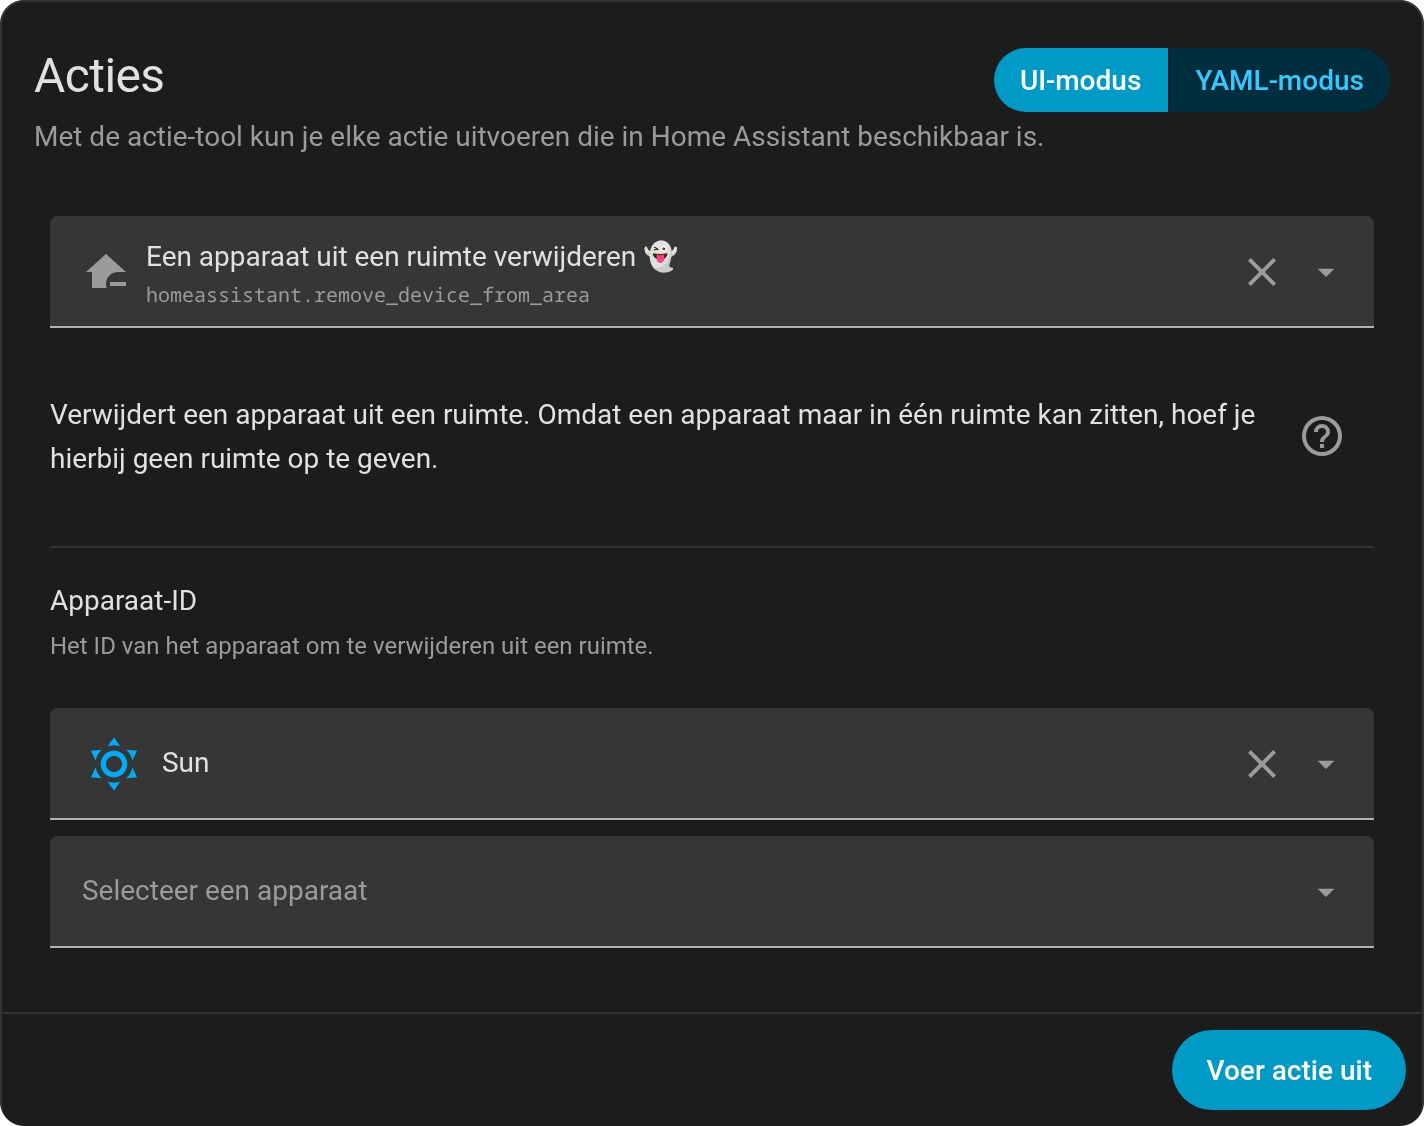 Acties
UI-modus
YAML-modus
Met de actie-tool kun je elke actie uitvoeren die in Home Assistant beschikbaar is.
Een apparaat uit een ruimte verwijderen 👻
homeassistant.remove_device_from_area
Verwijdert een apparaat uit een ruimte. Omdat een apparaat maar in één ruimte kan zitten, hoef je
hierbij geen ruimte op te geven.
Apparaat-ID
Het ID van het apparaat om te verwijderen uit een ruimte.
Sun
Selecteer een apparaat
Voer actie uit